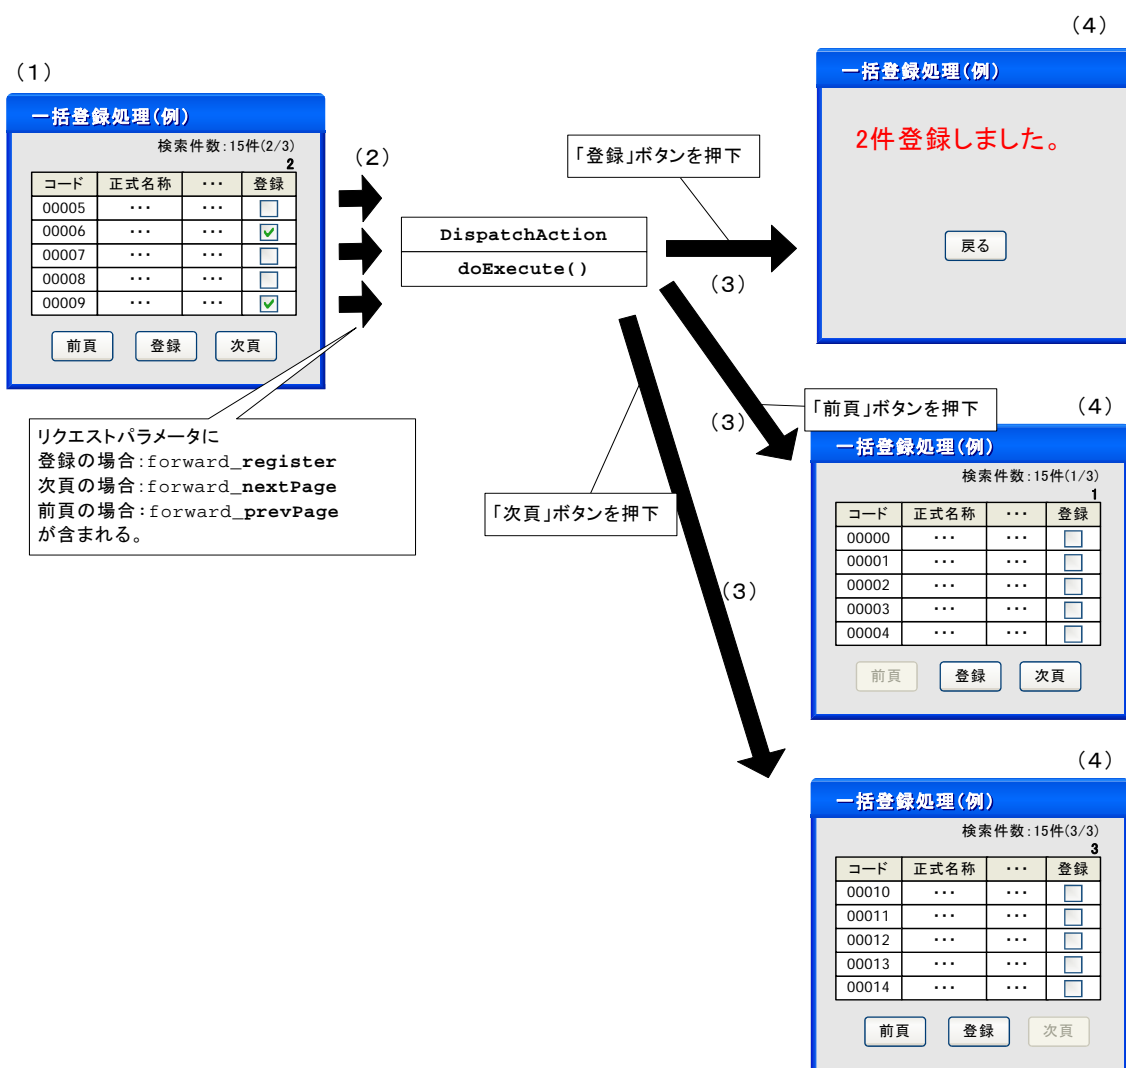 (4)
(1)
一括登録処理(例)
検索件数:15件(2/3)
2
コード 正式名称 ・・・ 登録
00005 ・・・ ・・・
00006 ・・・ ・・・
00007 ・・・ ・・・
00008 ・・・ ・・・
00009 ・・・ ・・・
前頁 登録 次頁
(2)
リクエストパラメータに
登録の場合:forward_register
次頁の場合:forward_nextPage
前頁の場合:forward_prevPage
が含まれる。
DispatchAction
doExecute()
「登録」ボタンを押下
(3)
一括登録処理(例)
2件登録しました。
戻る
「前頁」ボタンを押下
(3)
(4)
一括登録処理(例)
検索件数:15件(1/3)
1
コード 正式名称 ・・・ 登録
00000 ・・・ ・・・
00001 ・・・ ・・・
00002 ・・・ ・・・
00003 ・・・ ・・・
00004 ・・・ ・・・
前頁 登録 次頁
「次頁」ボタンを押下
(3)
(4)
一括登録処理(例)
検索件数:15件(3/3)
3
コード 正式名称 ・・・ 登録
00010 ・・・ ・・・
00011 ・・・ ・・・
00012 ・・・ ・・・
00013 ・・・ ・・・
00014 ・・・ ・・・
前頁 登録 次頁